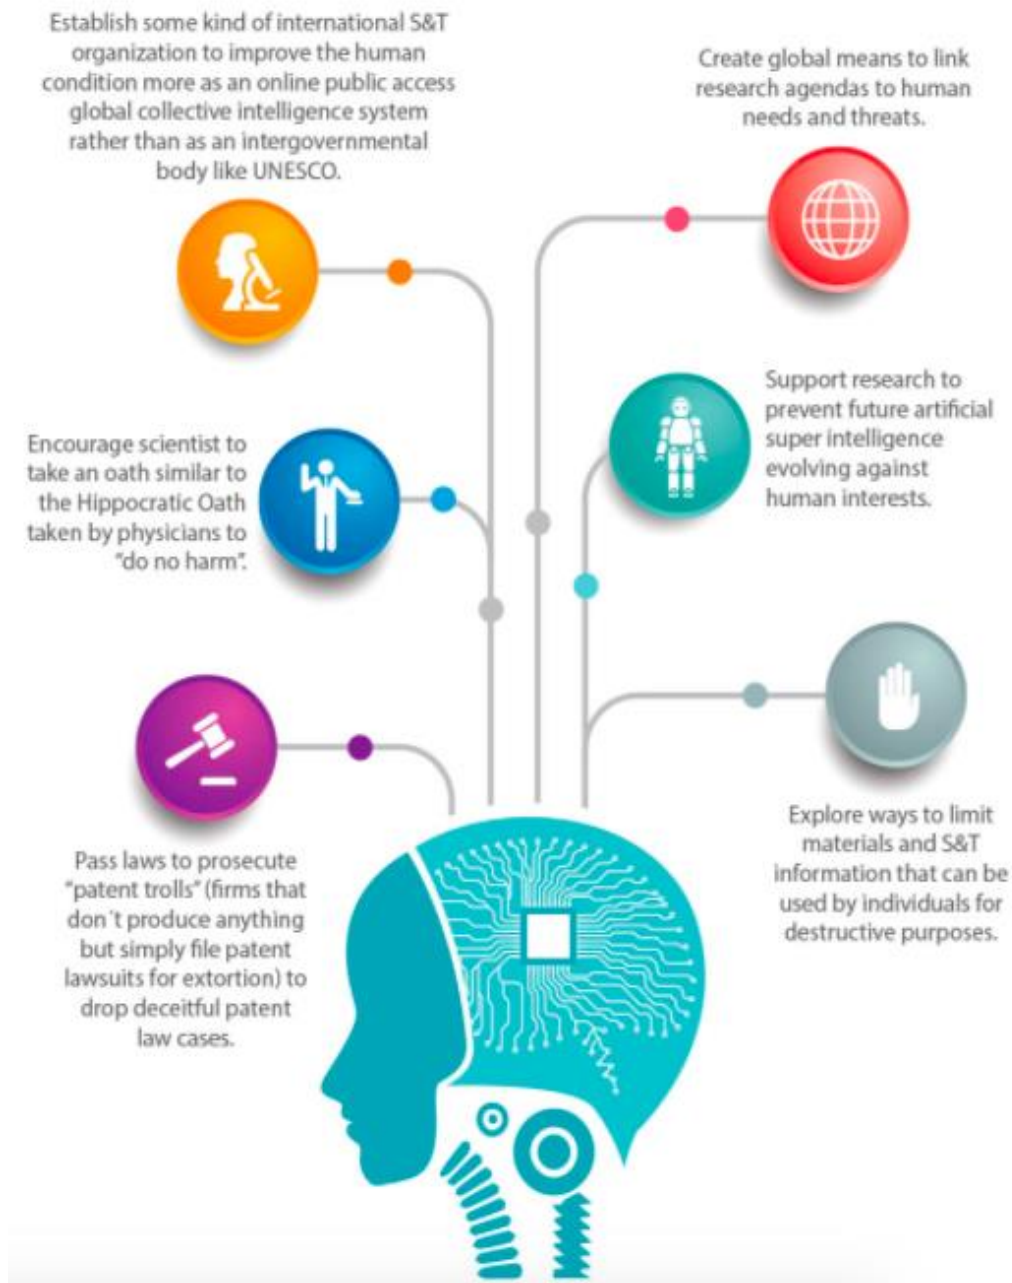 Establish some kind of international S&T
organization to improve the human
condition more as an online public access
global collective intelligence system
rather than as an intergovernmental
body like UNESCO.
Create global means to link
research agendas to human
needs and threats.
Encourage scientist to
take an oath similar to
the Hippocratic Oath
taken by physicians to
“do no harm”.
Support research to
prevent future artificial
super intelligence
evolving against
human interests.
Pass laws to prosecute
“patent trolls” (firms that
don´t produce anything
but simply file patent
lawsuits for extortion) to
drop deceitful patent
law cases.
Explore ways to limit
materials and S&T
information that can be
used by individuals for
destructive purposes.